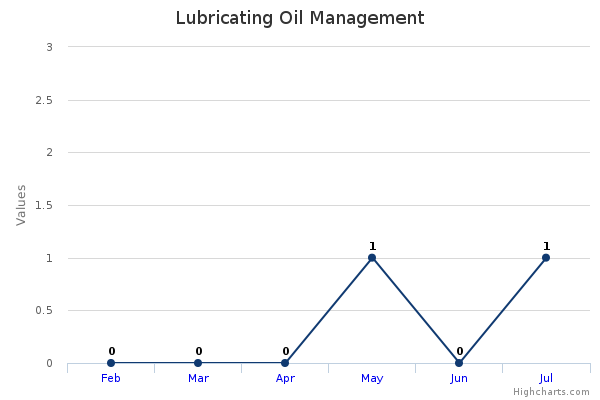 Lubricating Oil Management
Values
3
2.5
2
1.5
1
0.5
0
0 0 0 1 0 1
Feb Mar Apr May Jun Jul
Highcharts.com